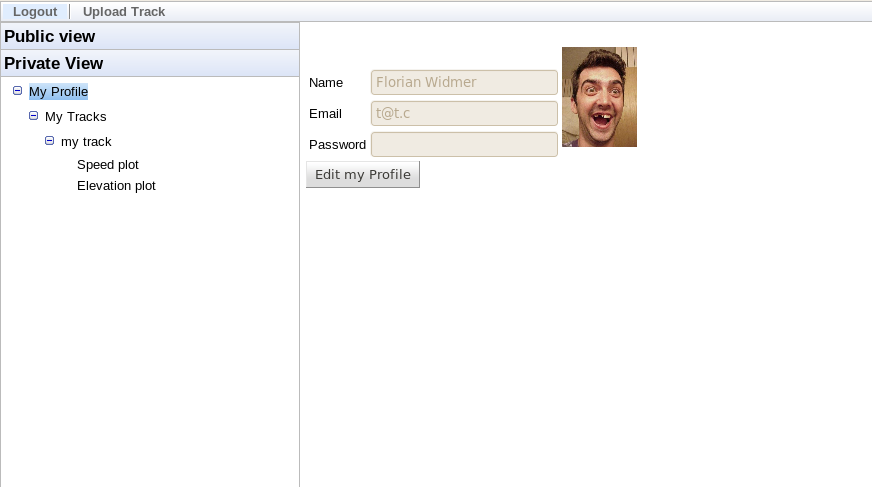 Logout Upload Track
Public view
Private View
My Profile
My Tracks
my track
Speed plot
Elevation plot
Name Florian Widmer
Email t@t.c
Password
Edit my Profile